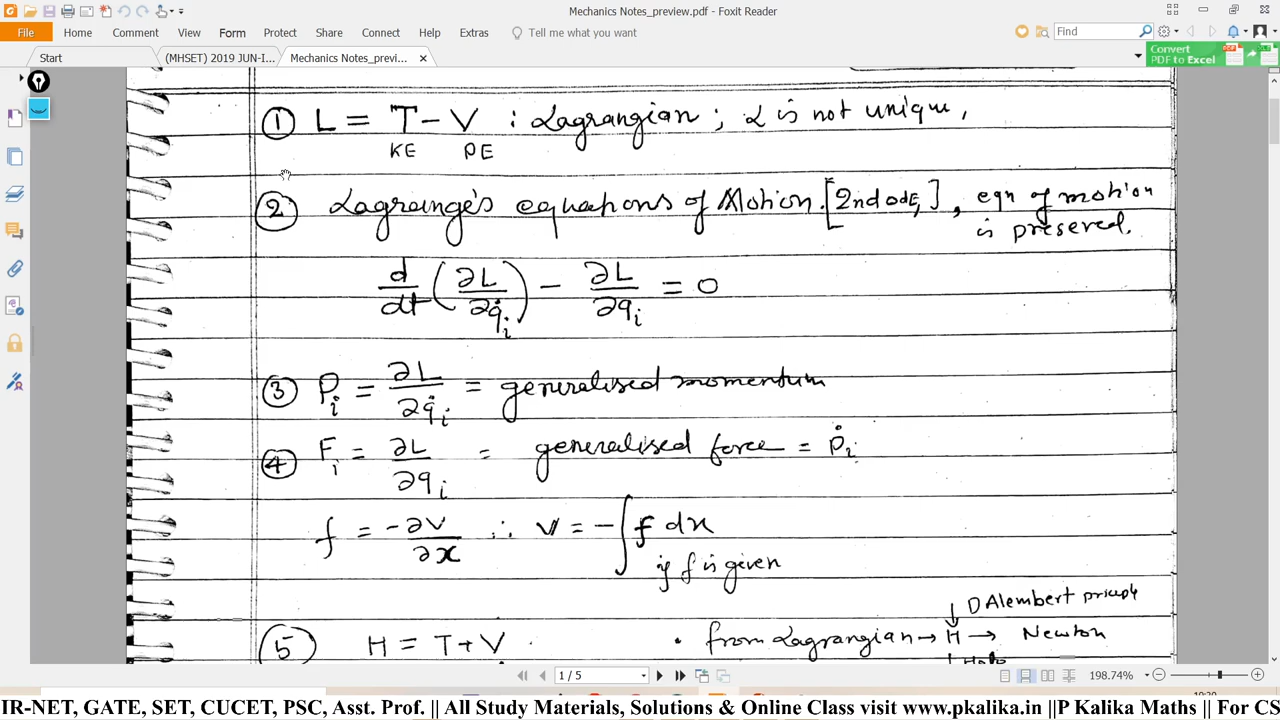 Mechanics Notes_preview.pdf - Foxit Reader
File Home Comment View Form Protect Share Connect Help Extras Tell me what you want Find
Start (MHSET) 2019 JUN-I... Mechanics Notes_previ... Convert PDF to Excel
① L = T - V : Lagrangian ; L is not unique,
KE PE
② Lagrange's equations of Motion. [2nd ode,] , eqn of motion
is preserved.
d/dt (∂L/∂q̇i) - ∂L/∂qi = 0
③ Pi = ∂L/∂q̇i = generalised momentum
④ Fi = ∂L/∂qi = generalised force = Ṗi
f = -∂V/∂x ∴ V = -∫ f dx
if f is given
↓ D Alembert
⑤ H = T + V . • from Lagrangian → H → Newton
1 / 5 198.74%
IR-NET, GATE, SET, CUCET, PSC, Asst. Prof. || All Study Materials, Solutions & Online Class visit www.pkalika.in ||P Kalika Maths || For CS